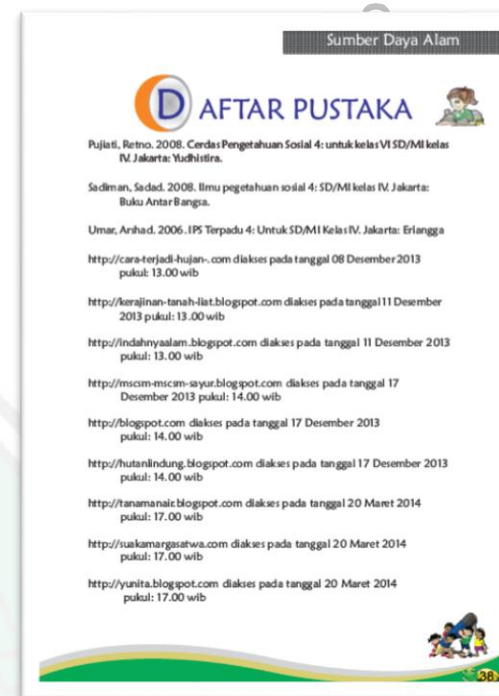 Sumber Daya Alam
DAFTAR PUSTAKA
Pujiati, Retno. 2008. Cerdas Pengetahuan Sosial 4: untuk kelas VI SD/MI kelas
IV. Jakarta: Yudhistira.
Sadiman, Sadad. 2008. Ilmu pegetahuan sosial 4: SD/MI kelas IV. Jakarta:
Buku Antar Bangsa.
Umar, Arshad. 2006. IPS Terpadu 4: Untuk SD/MI Kelas IV. Jakarta: Erlangga
http://cara-terjadi-hujan-.com diakses pada tanggal 08 Desember 2013
pukul: 13.00 wib
http://kerajinan-tanah-liat.blogspot.com diakses pada tanggal 11 Desember
2013 pukul: 13.00 wib
http://indahnyaalam.blogspot.com diakses pada tanggal 11 Desember 2013
pukul: 13.00 wib
http://mscsm-mscsm-sayur.blogspot.com diakses pada tanggal 17
Desember 2013 pukul: 14.00 wib
http://blogspot.com diakses pada tanggal 17 Desember 2013
pukul: 14.00 wib
http://hutanlindung.blogspot.com diakses pada tanggal 17 Desember 2013
pukul: 14.00 wib
http://tanamanair.blogspot.com diakses pada tanggal 20 Maret 2014
pukul: 17.00 wib
http://suakamargasatwa.com diakses pada tanggal 20 Maret 2014
pukul: 17.00 wib
http://yunita.blogspot.com diakses pada tanggal 20 Maret 2014
pukul: 17.00 wib
38